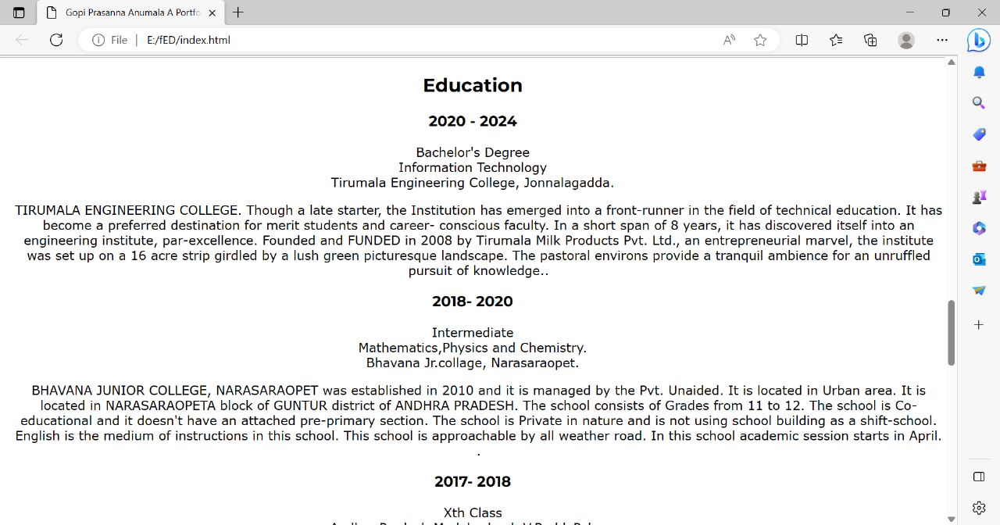 Gopi Prasanna Anumala A Portfo
File
E:/fED/index.html
Education
2020 - 2024
Bachelor's Degree
Information Technology
Tirumala Engineering College, Jonnalagadda.
TIRUMALA ENGINEERING COLLEGE. Though a late starter, the Institution has emerged into a front-runner in the field of technical education. It has
become a preferred destination for merit students and career- conscious faculty. In a short span of 8 years, it has discovered itself into an
engineering institute, par-excellence. Founded and FUNDED in 2008 by Tirumala Milk Products Pvt. Ltd., an entrepreneurial marvel, the institute
was set up on a 16 acre strip girdled by a lush green picturesque landscape. The pastoral environs provide a tranquil ambience for an unruffled
pursuit of knowledge..
2018- 2020
Intermediate
Mathematics,Physics and Chemistry.
Bhavana Jr.collage, Narasaraopet.
BHAVANA JUNIOR COLLEGE, NARASARAOPET was established in 2010 and it is managed by the Pvt. Unaided. It is located in Urban area. It is
located in NARASARAOPETA block of GUNTUR district of ANDHRA PRADESH. The school consists of Grades from 11 to 12. The school is Co-
educational and it doesn't have an attached pre-primary section. The school is Private in nature and is not using school building as a shift-school.
English is the medium of instructions in this school. This school is approachable by all weather road. In this school academic session starts in April.
.
2017- 2018
Xth Class